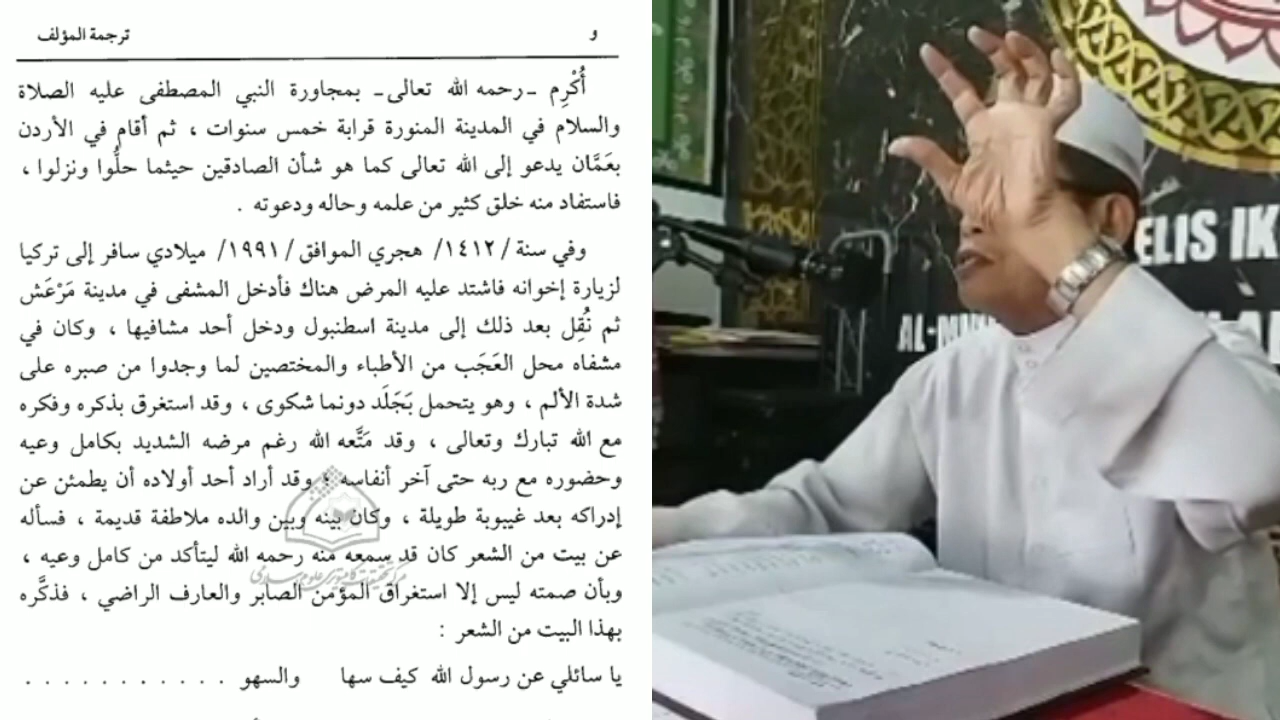 و ترجمة المؤلف
أُكْرِم -رحمه الله تعالى- بمجاورة النبي المصطفى عليه الصلاة
والسلام في المدينة المنورة قرابة خمس سنوات ، ثم أقام في الأردن
بعَمَّان يدعو إلى الله تعالى كما هو شأن الصادقين حيثما حلُّوا ونزلوا ،
فاستفاد منه خلق كثير من علمه وحاله ودعوته .
وفي سنة /١٤١٢/ هجري الموافق /١٩٩١/ ميلادي سافر إلى تركيا
لزيارة إخوانه فاشتد عليه المرض هناك فأدخل المشفى في مدينة مَرْعَش
ثم نُقِل بعد ذلك إلى مدينة اسطنبول ودخل أحد مشافيها ، وكان في
مشفاه محل العَجَب من الأطباء والمختصين لما وجدوا من صبره على
شدة الألم ، وهو يتحمل بَجَلَد دونما شكوى ، وقد استغرق بذكره وفكره
مع الله تبارك وتعالى ، وقد مَتَّعه الله رغم مرضه الشديد بكامل وعيه
وحضوره مع ربه حتى آخر أنفاسه ؛ وقد أراد أحد أولاده أن يطمئن عن
إدراكه بعد غيبوبة طويلة ، وكان بينه وبين والده ملاطفة قديمة ، فسأله
عن بيت من الشعر كان قد سمعه منه رحمه الله ليتأكد من كامل وعيه ،
وبأن صمته ليس إلا استغراق المؤمن الصابر والعارف الراضي ، فذكَّره
بهذا البيت من الشعر :
يا سائلي عن رسول الله كيف سها والسهو . . . . . . . . . . .
ELIS IK